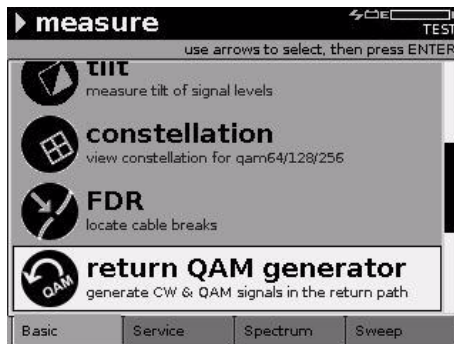 measure
TEST
use arrows to select, then press ENTER
tilt
measure tilt of signal levels
constellation
view constellation for qam64/128/256
FDR
locate cable breaks
QAM
return QAM generator
generate CW & QAM signals in the return path
Basic Service Spectrum Sweep